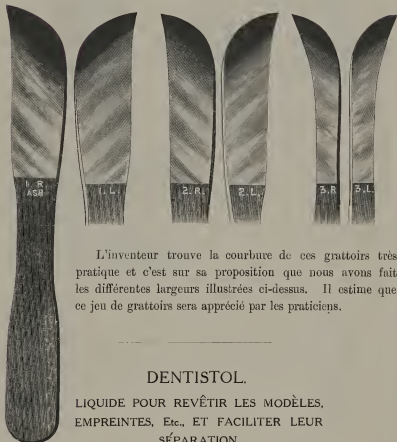 1. R
ASH
1. L.
2. R.
2. L.
3. R
3. L.
L'inventeur trouve la courbure de ces grattoirs très
pratique et c'est sur sa proposition que nous avons fait
les différentes largeurs illustrées ci-dessus. Il estime que
ce jeu de grattoirs sera apprécié par les praticiens.
DENTISTOL.
LIQUIDE POUR REVÊTIR LES MODÈLES,
EMPREINTES, Etc., ET FACILITER LEUR
SÉPARATION